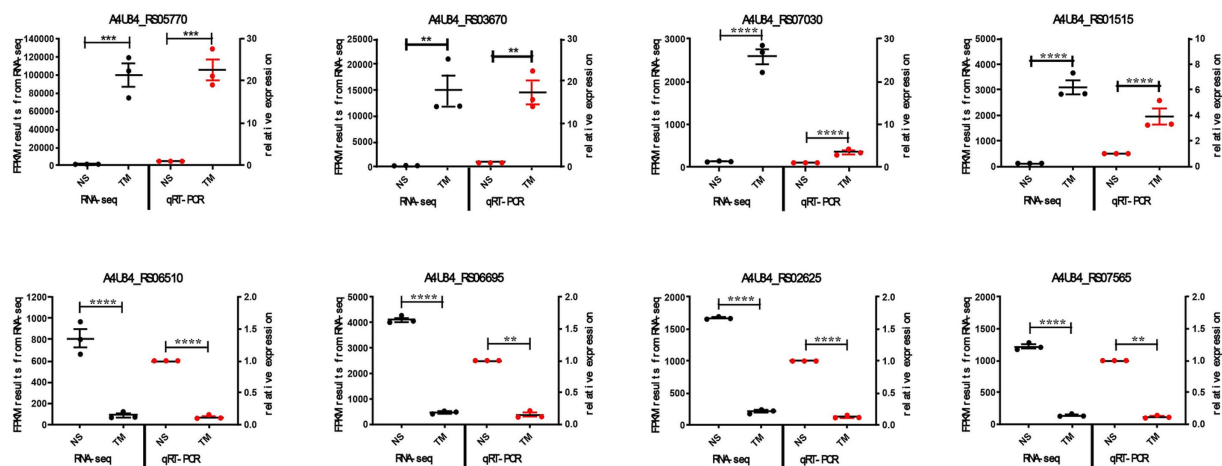 A4UB4_RS05770
*** ***
FPKM results from RNA-seq
100000
120000
140000
80000
60000
40000
20000
0
30
20
10
0
relative expression
NS TM NS TM
RNA-seq qRT-PCR
A4UB4_RS03670
** **
FPKM results from RNA-seq
25000
20000
15000
10000
5000
0
30
20
10
0
relative expression
NS TM NS TM
RNA-seq qRT-PCR
A4UB4_RS07030
**** ****
FPKM results from RNA-seq
3000
2000
1000
0
30
20
10
0
relative expression
NS TM NS TM
RNA-seq qRT-PCR
A4UB4_RS01515
**** ****
FPKM results from RNA-seq
5000
4000
3000
2000
1000
0
10
8
6
4
2
0
relative expression
NS TM NS TM
RNA-seq qRT-PCR
A4UB4_RS06510
**** ****
FPKM results from RNA-seq
1200
1000
800
600
400
200
0
2.0
1.5
1.0
0.5
0.0
relative expression
NS TM NS TM
RNA-seq qRT-PCR
A4UB4_RS06695
**** **
FPKM results from RNA-seq
5000
4000
3000
2000
1000
0
2.0
1.5
1.0
0.5
0.0
relative expression
NS TM NS TM
RNA-seq qRT-PCR
A4UB4_RS02625
**** ****
FPKM results from RNA-seq
2000
1500
1000
500
0
2.0
1.5
1.0
0.5
0.0
relative expression
NS TM NS TM
RNA-seq qRT-PCR
A4UB4_RS07565
**** **
FPKM results from RNA-seq
2000
1500
1000
500
0
2.0
1.5
1.0
0.5
0.0
relative expression
NS TM NS TM
RNA-seq qRT-PCR